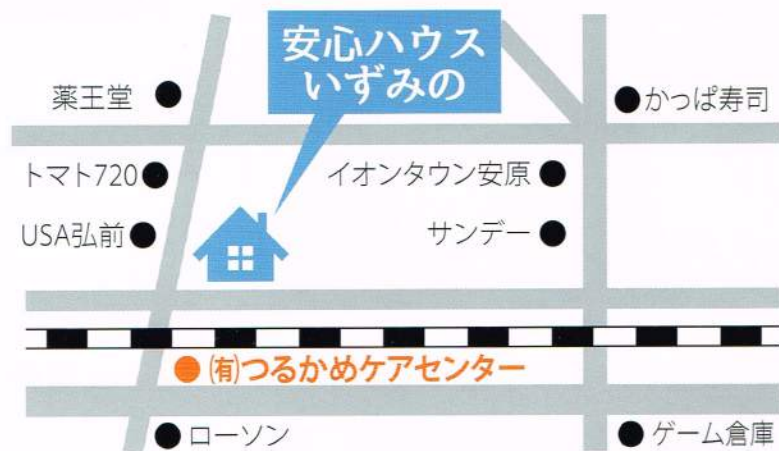 安心ハウス
いずみの
薬王堂
かっぱ寿司
トマト720
イオンタウン安原
USA弘前
サンデー
㈲つるかめケアセンター
ローソン
ゲーム倉庫